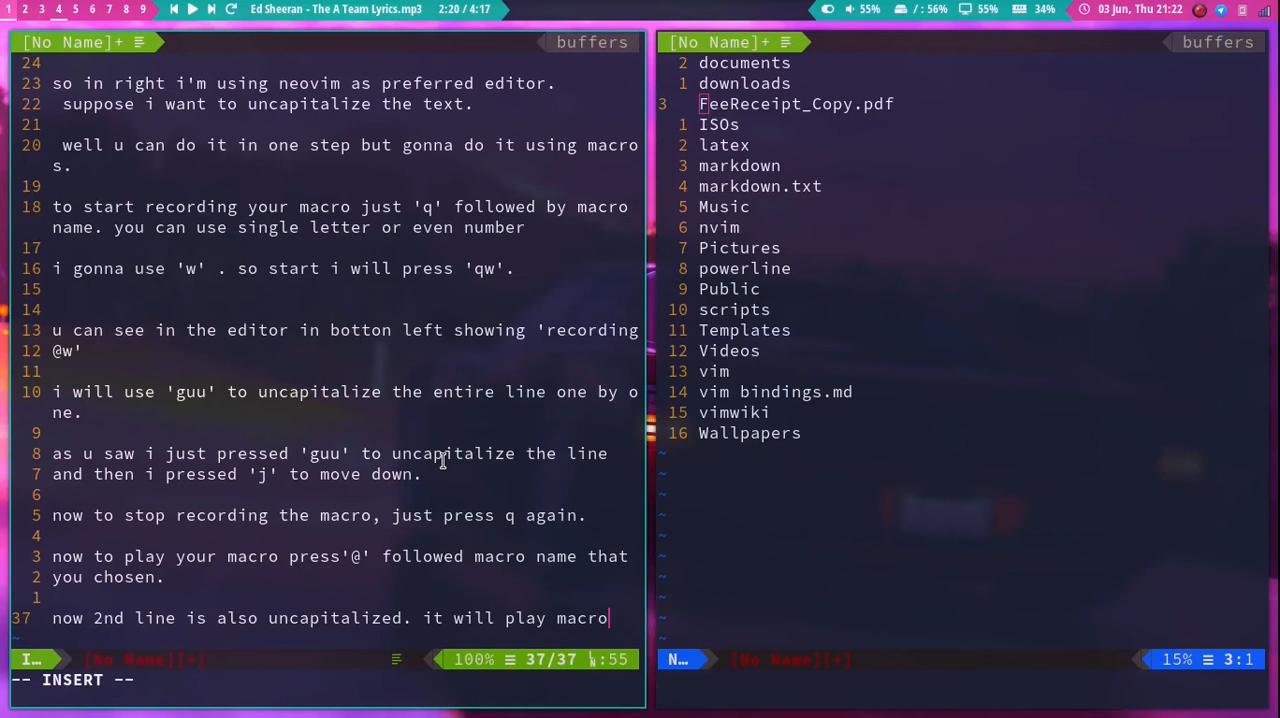 1 2 3 4 5 6 7 8 9 Ed Sheeran - The A Team Lyrics.mp3 2:20 / 4:17 55% / : 56% 55% 34% 03 jun, Thu 21:22
[No Name]+ buffers
24
23 so in right i'm using neovim as preferred editor.
22 suppose i want to uncapitalize the text.
21
20 well u can do it in one step but gonna do it using macro
s.
19
18 to start recording your macro just 'q' followed by macro
name. you can use single letter or even number
17
16 i gonna use 'w' . so start i will press 'qw'.
15
14
13 u can see in the editor in botton left showing 'recording
12 @w'
11
10 i will use 'guu' to uncapitalize the entire line one by o
ne.
9
8 as u saw i just pressed 'guu' to uncapitalize the line
7 and then i pressed 'j' to move down.
6
5 now to stop recording the macro, just press q again.
4
3 now to play your macro press'@' followed macro name that
2 you chosen.
1
37 now 2nd line is also uncapitalized. it will play macro
~
I… [No Name][+] 100% ≡ 37/37 :55
-- INSERT --
[No Name]+ buffers
2 documents
1 downloads
3 FeeReceipt_Copy.pdf
1 ISOs
2 latex
3 markdown
4 markdown.txt
5 Music
6 nvim
7 Pictures
8 powerline
9 Public
10 scripts
11 Templates
12 Videos
13 vim
14 vim bindings.md
15 vimwiki
16 Wallpapers
~
~
~
~
~
~
~
~
~
~
N… [No Name][+] 15% ≡ 3:1